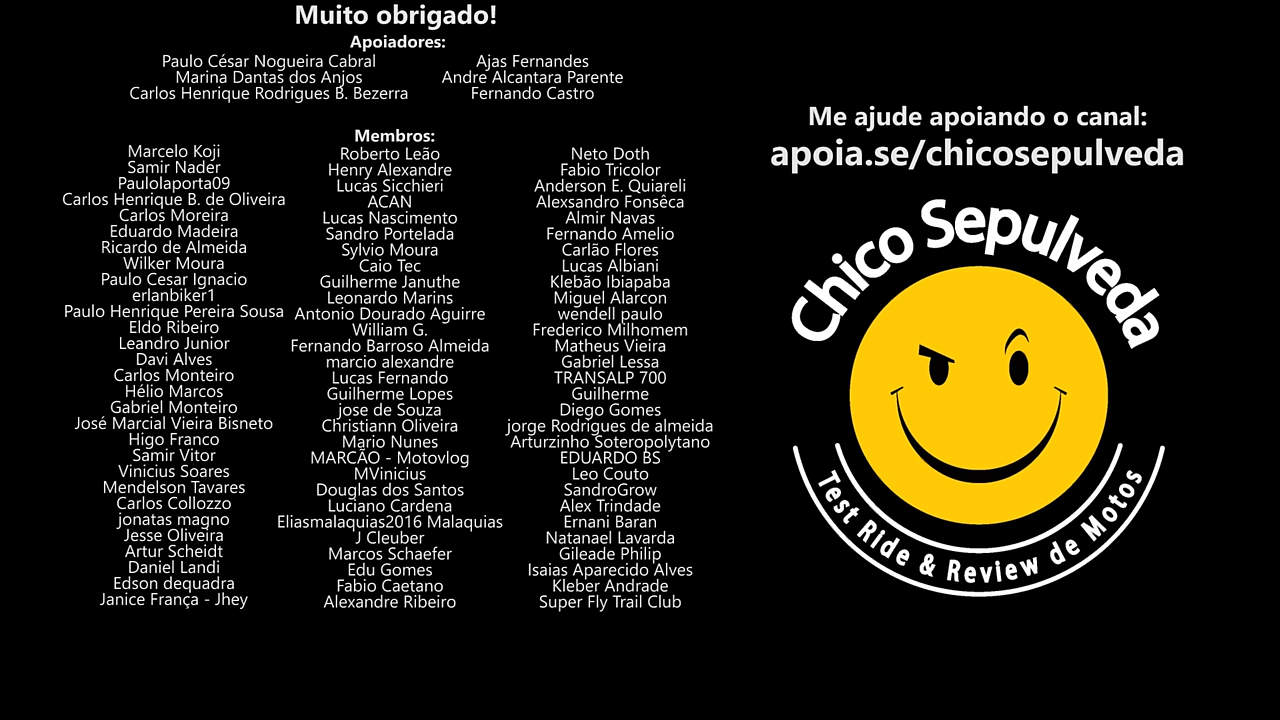 Muito obrigado!
Apoiadores:
Paulo César Nogueira Cabral
Marina Dantas dos Anjos
Carlos Henrique Rodrigues B. Bezerra
Ajas Fernandes
Andre Alcantara Parente
Fernando Castro
Membros:
Marcelo Koji
Samir Nader
Paulolaporta09
Carlos Henrique B. de Oliveira
Carlos Moreira
Eduardo Madeira
Ricardo de Almeida
Wilker Moura
Paulo Cesar Ignacio
erlanbiker1
Paulo Henrique Pereira Sousa
Eldo Ribeiro
Leandro Junior
Davi Alves
Carlos Monteiro
Hélio Marcos
Gabriel Monteiro
José Marcial Vieira Bisneto
Higo Franco
Samir Vitor
Vinicius Soares
Mendelson Tavares
Carlos Collozzo
jonatas magno
Jesse Oliveira
Artur Scheidt
Daniel Landi
Edson dequadra
Janice França - Jhey
Roberto Leão
Henry Alexandre
Lucas Sicchieri
ACAN
Lucas Nascimento
Sandro Portelada
Sylvio Moura
Caio Tec
Guilherme Januthe
Leonardo Marins
Antonio Dourado Aguirre
William G.
Fernando Barroso Almeida
marcio alexandre
Lucas Fernando
Guilherme Lopes
jose de Souza
Christiann Oliveira
Mario Nunes
MARCÃO - Motovlog
MVinicius
Douglas dos Santos
Luciano Cardena
Eliasmalaquias2016 Malaquias
J Cleuber
Marcos Schaefer
Edu Gomes
Fabio Caetano
Alexandre Ribeiro
Neto Doth
Fabio Tricolor
Anderson E. Quiareli
Alexsandro Fonsêca
Almir Navas
Fernando Amelio
Carlão Flores
Lucas Albiani
Klebão Ibiapaba
Miguel Alarcon
wendell paulo
Frederico Milhomem
Matheus Vieira
Gabriel Lessa
TRANSALP 700
Guilherme
Diego Gomes
jorge Rodrigues de almeida
Arturzinho Soteropolytano
EDUARDO BS
Leo Couto
SandroGrow
Alex Trindade
Ernani Baran
Natanael Lavarda
Gileade Philip
Isaias Aparecido Alves
Kleber Andrade
Super Fly Trail Club
Me ajude apoiando o canal:
apoia.se/chicosepulveda
Chico Sepulveda
Test Ride & Review de Motos